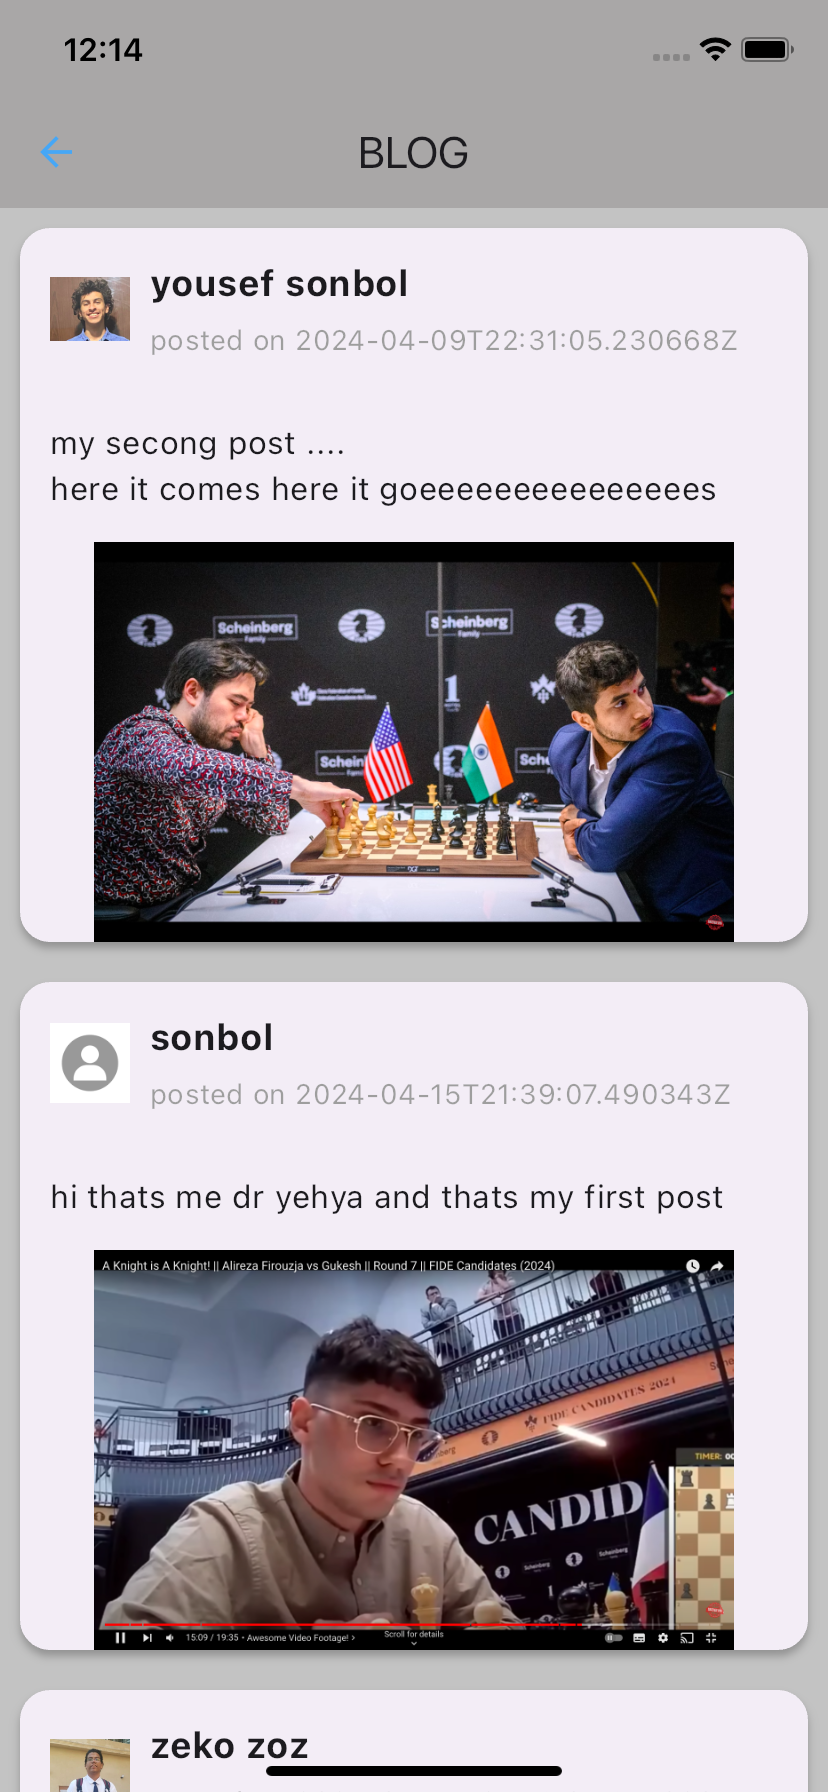 12:14
BLOG
yousef sonbol
posted on 2024-04-09T22:31:05.230668Z
my secong post ....
here it comes here it goeeeeeeeeeeeeeeees
Scheinberg
Family
Scheinberg
Family
1
Schein
Sche
sonbol
posted on 2024-04-15T21:39:07.490343Z
hi thats me dr yehya and thats my first post
A Knight is A Knight! || Alireza Firouzja vs Gukesh || Round 7 || FIDE Candidates (2024)
FIDE CANDIDATES 2024
TIMER: 00
CANDID
Scheinberg
15:09 / 19:35 • Awesome Video Footage! >
Scroll for details
zeko zoz